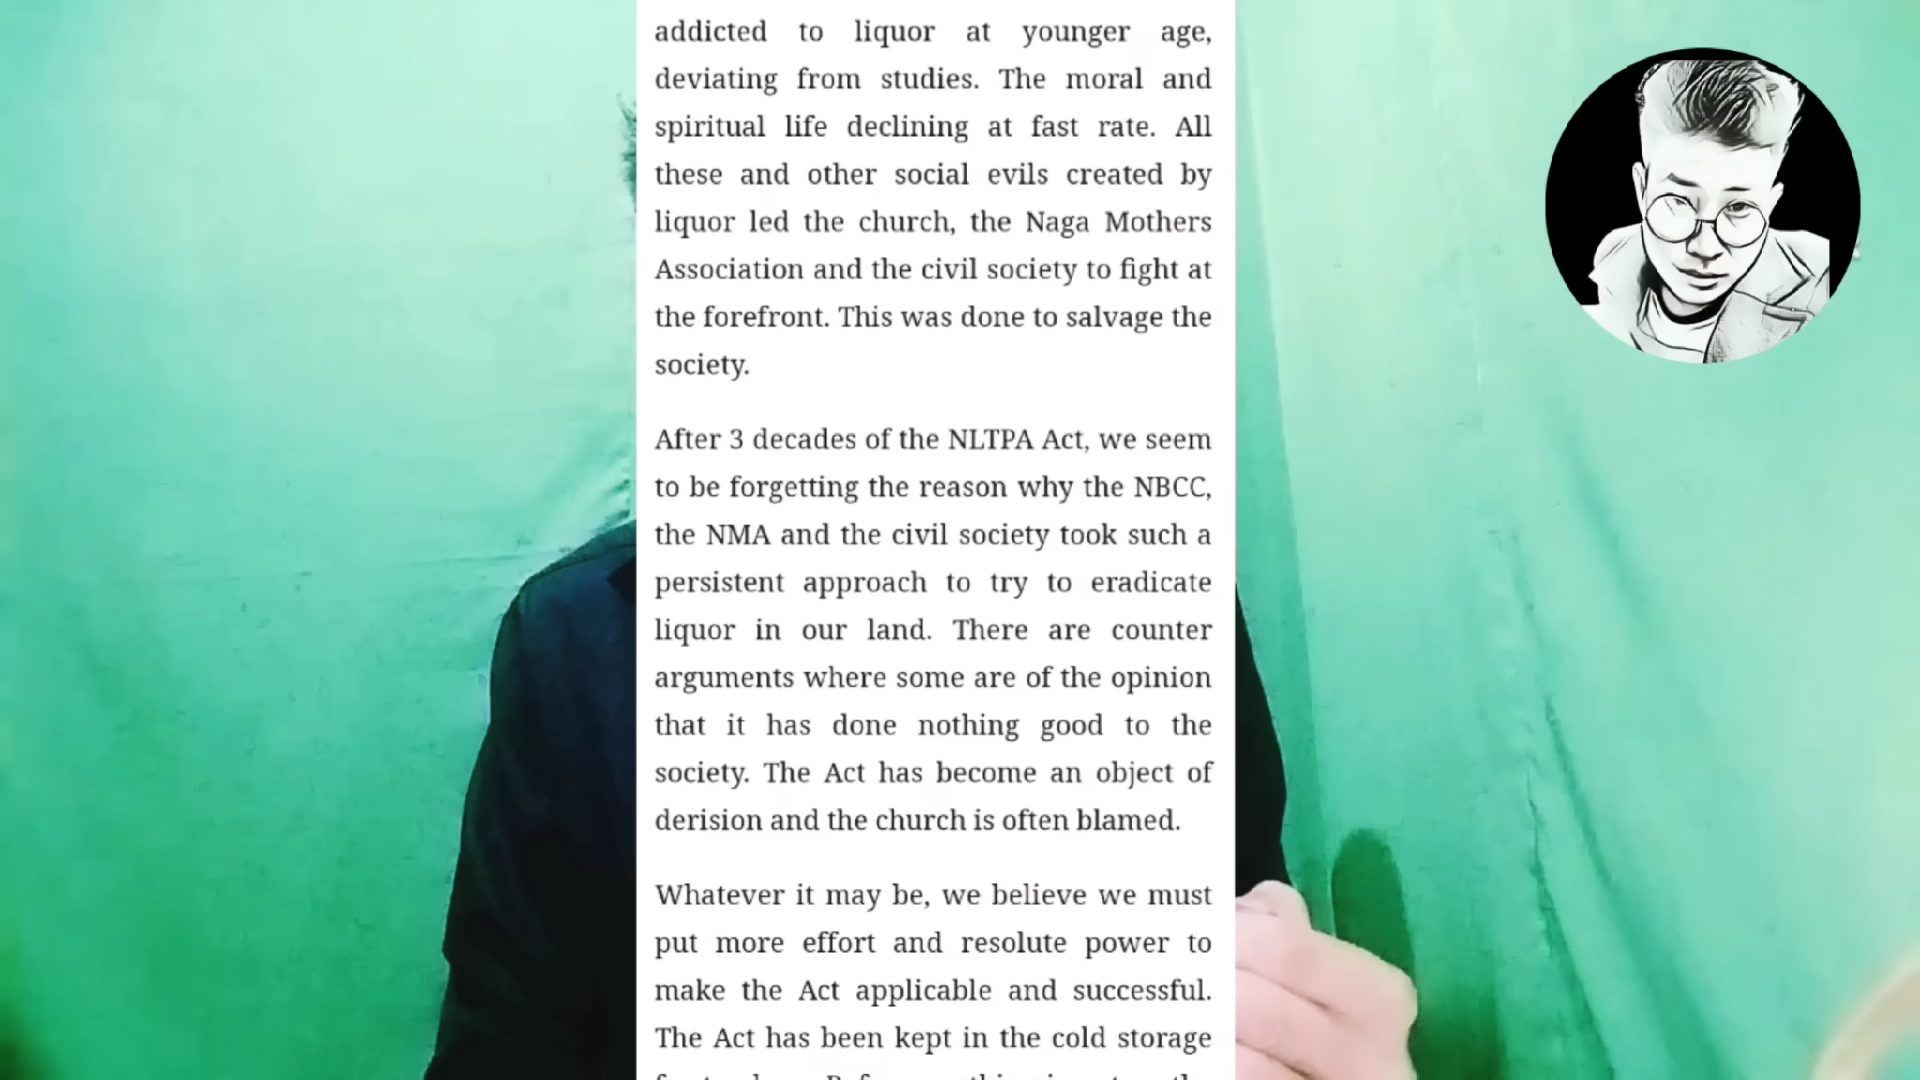 addicted to liquor at younger age,
deviating from studies. The moral and
spiritual life declining at fast rate. All
these and other social evils created by
liquor led the church, the Naga Mothers
Association and the civil society to fight at
the forefront. This was done to salvage the
society.
After 3 decades of the NLTPA Act, we seem
to be forgetting the reason why the NBCC,
the NMA and the civil society took such a
persistent approach to try to eradicate
liquor in our land. There are counter
arguments where some are of the opinion
that it has done nothing good to the
society. The Act has become an object of
derision and the church is often blamed.
Whatever it may be, we believe we must
put more effort and resolute power to
make the Act applicable and successful.
The Act has been kept in the cold storage